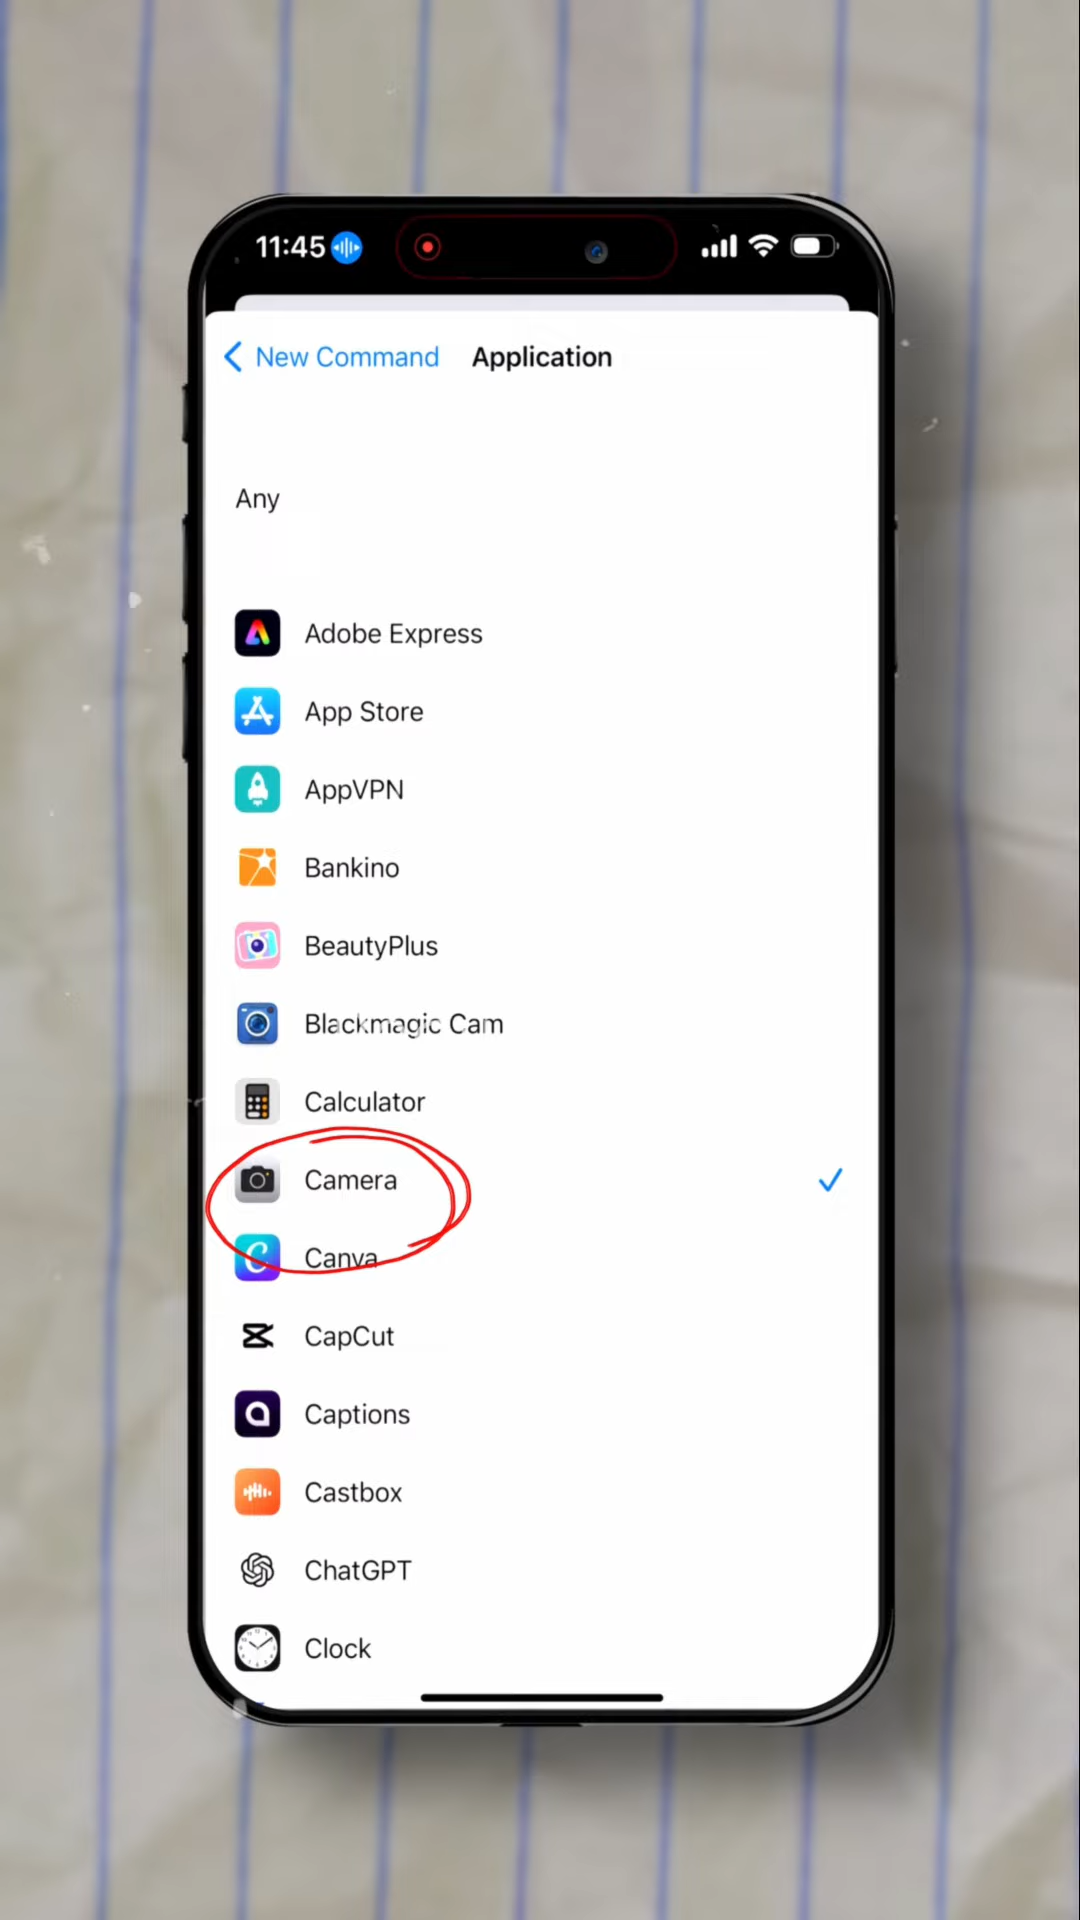 11:45
New Command Application
Any
Adobe Express
App Store
AppVPN
Bankino
BeautyPlus
Blackmagic Cam
Calculator
Camera
Canva
CapCut
Captions
Castbox
ChatGPT
Clock